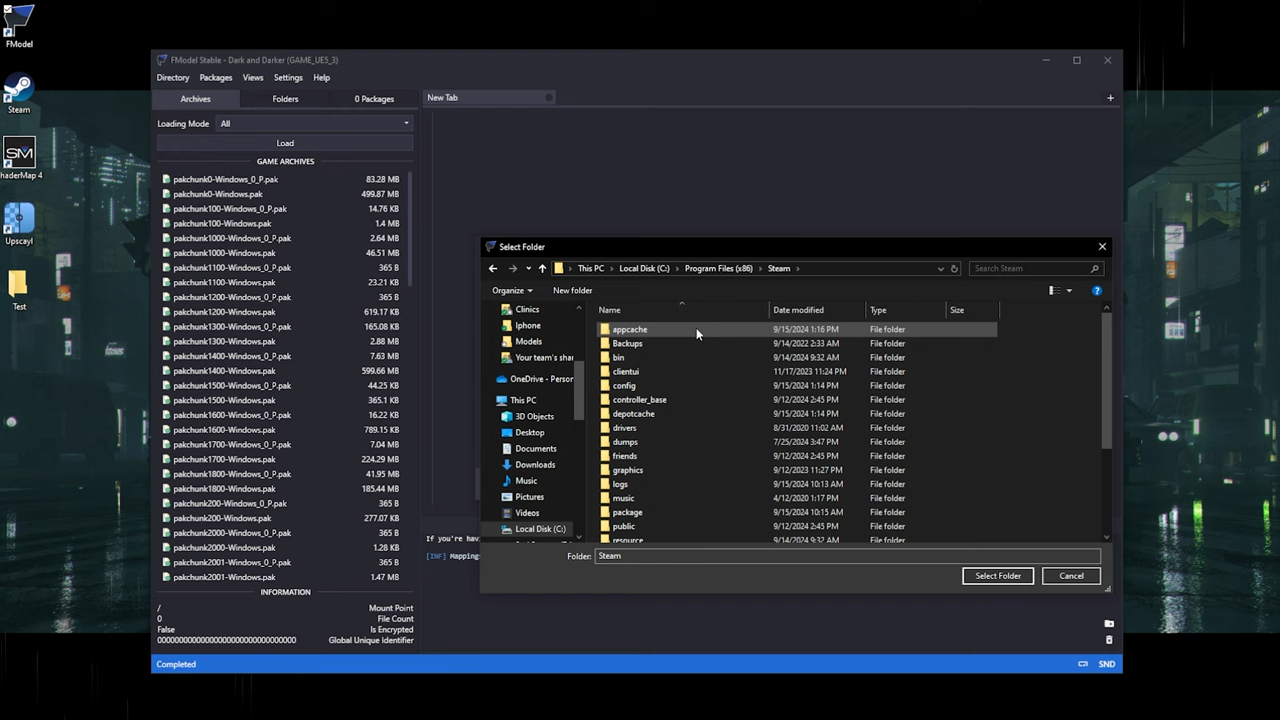 FModel
Steam
SM
haderMap 4
Upscayl
Test
FModel Stable - Dark and Darker (GAME_UE5_3)
Directory Packages Views Settings Help
Archives Folders 0 Packages
New Tab
Loading Mode All
Load
GAME ARCHIVES
pakchunk0-Windows_0_P.pak 83.28 MB
pakchunk0-Windows.pak 499.87 MB
pakchunk100-Windows_0_P.pak 14.76 KB
pakchunk100-Windows.pak 1.4 MB
pakchunk1000-Windows_0_P.pak 2.64 MB
pakchunk1000-Windows.pak 46.51 MB
pakchunk1100-Windows_0_P.pak 365 B
pakchunk1100-Windows.pak 23.21 MB
pakchunk1200-Windows_0_P.pak 365 B
pakchunk1200-Windows.pak 619.17 KB
pakchunk1300-Windows_0_P.pak 165.08 KB
pakchunk1300-Windows.pak 2.88 MB
pakchunk1400-Windows_0_P.pak 7.63 MB
pakchunk1400-Windows.pak 599.66 MB
pakchunk1500-Windows_0_P.pak 44.25 KB
pakchunk1500-Windows.pak 365.1 KB
pakchunk1600-Windows_0_P.pak 16.22 KB
pakchunk1600-Windows.pak 789.15 KB
pakchunk1700-Windows_0_P.pak 7.04 MB
pakchunk1700-Windows.pak 224.29 MB
pakchunk1800-Windows_0_P.pak 41.95 MB
pakchunk1800-Windows.pak 185.44 MB
pakchunk200-Windows_0_P.pak 365 B
pakchunk200-Windows.pak 277.07 KB
pakchunk2000-Windows_0_P.pak 365 B
pakchunk2000-Windows.pak 1.28 KB
pakchunk2001-Windows_0_P.pak 365 B
pakchunk2001-Windows.pak 1.47 MB
INFORMATION
/ Mount Point
0 File Count
False Is Encrypted
00000000000000000000000000000000 Global Unique Identifier
Completed
SND
If you're hav
[INF] Mapping
Select Folder
This PC > Local Disk (C:) > Program Files (x86) > Steam >
Search Steam
Organize New folder
Clinics
Iphone
Models
Your team's shar
OneDrive - Person
This PC
3D Objects
Desktop
Documents
Downloads
Music
Pictures
Videos
Local Disk (C:)
Name Date modified Type Size
appcache 9/15/2024 1:16 PM File folder
Backups 9/14/2022 2:33 AM File folder
bin 9/14/2024 9:32 AM File folder
clientui 11/17/2023 11:24 PM File folder
config 9/15/2024 1:14 PM File folder
controller_base 9/12/2024 2:45 PM File folder
depotcache 9/15/2024 1:14 PM File folder
drivers 8/31/2020 11:02 AM File folder
dumps 7/25/2024 3:47 PM File folder
friends 9/12/2024 2:45 PM File folder
graphics 9/12/2023 11:27 PM File folder
logs 9/15/2024 10:13 AM File folder
music 4/12/2020 1:17 PM File folder
package 9/15/2024 10:15 AM File folder
public 9/12/2024 2:45 PM File folder
resource 9/14/2024 9:32 AM File folder
Folder: Steam
Select Folder Cancel